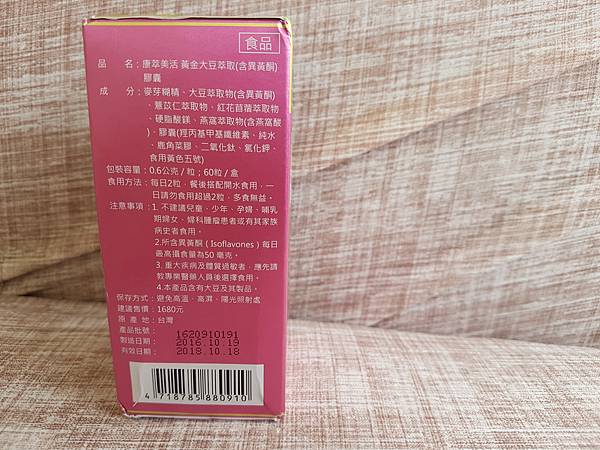 食品
品　　名：康萃美活 黃金大豆萃取(含異黃酮)
膠囊
成　　分：麥芽糊精、大豆萃取物(含異黃酮)
、薏苡仁萃取物、紅花苜蓿萃取物
、硬脂酸鎂、燕窩萃取物(含燕窩酸
)、膠囊(羥丙基甲基纖維素、純水
、鹿角菜膠、二氧化鈦、氯化鉀、
食用黃色五號)
包裝容量：0.6公克/粒；60粒/盒
食用方法：每日2粒，餐後搭配開水食用，一
日請勿食用超過2粒，多食無益。
注意事項：1.不建議兒童、少年、孕婦、哺乳
期婦女、婦科腫瘤患者或有其家族
病史者食用。
2.所含異黃酮(Isoflavones)每日
最高攝食量為50毫克。
3.重大疾病及體質過敏者，應先請
教專業醫藥人員後選擇食用。
4.本產品含有大豆及其製品。
保存方式：避免高溫、高濕、陽光照射處
建議售價：1680元
原 產 地：台灣
產品批號： 1620910191
製造日期： 2016.10.19
有效日期： 2018.10.18
4 718785 880910